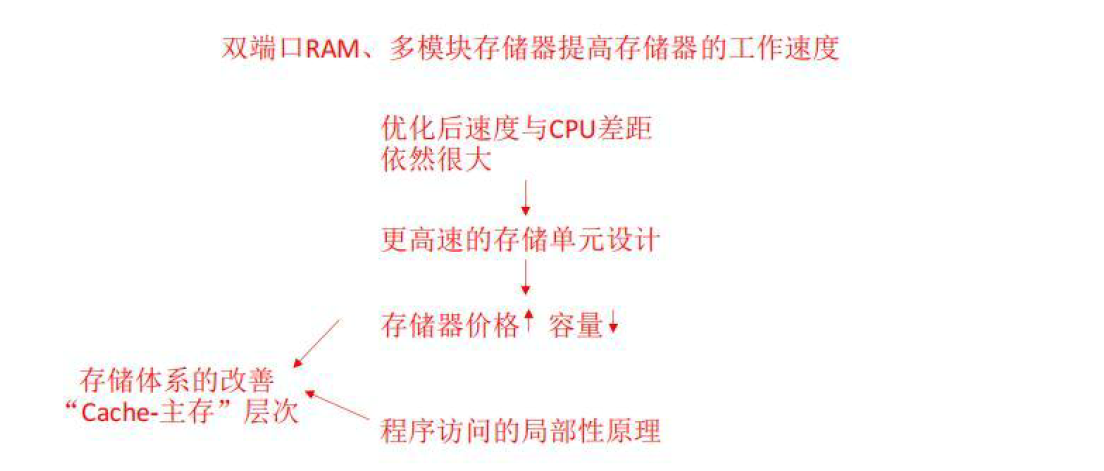 双端口RAM、多模块存储器提高存储器的工作速度
优化后速度与CPU差距
依然很大
更高速的存储单元设计
存储器价格↑ 容量↓
存储体系的改善
“Cache-主存”层次
程序访问的局部性原理